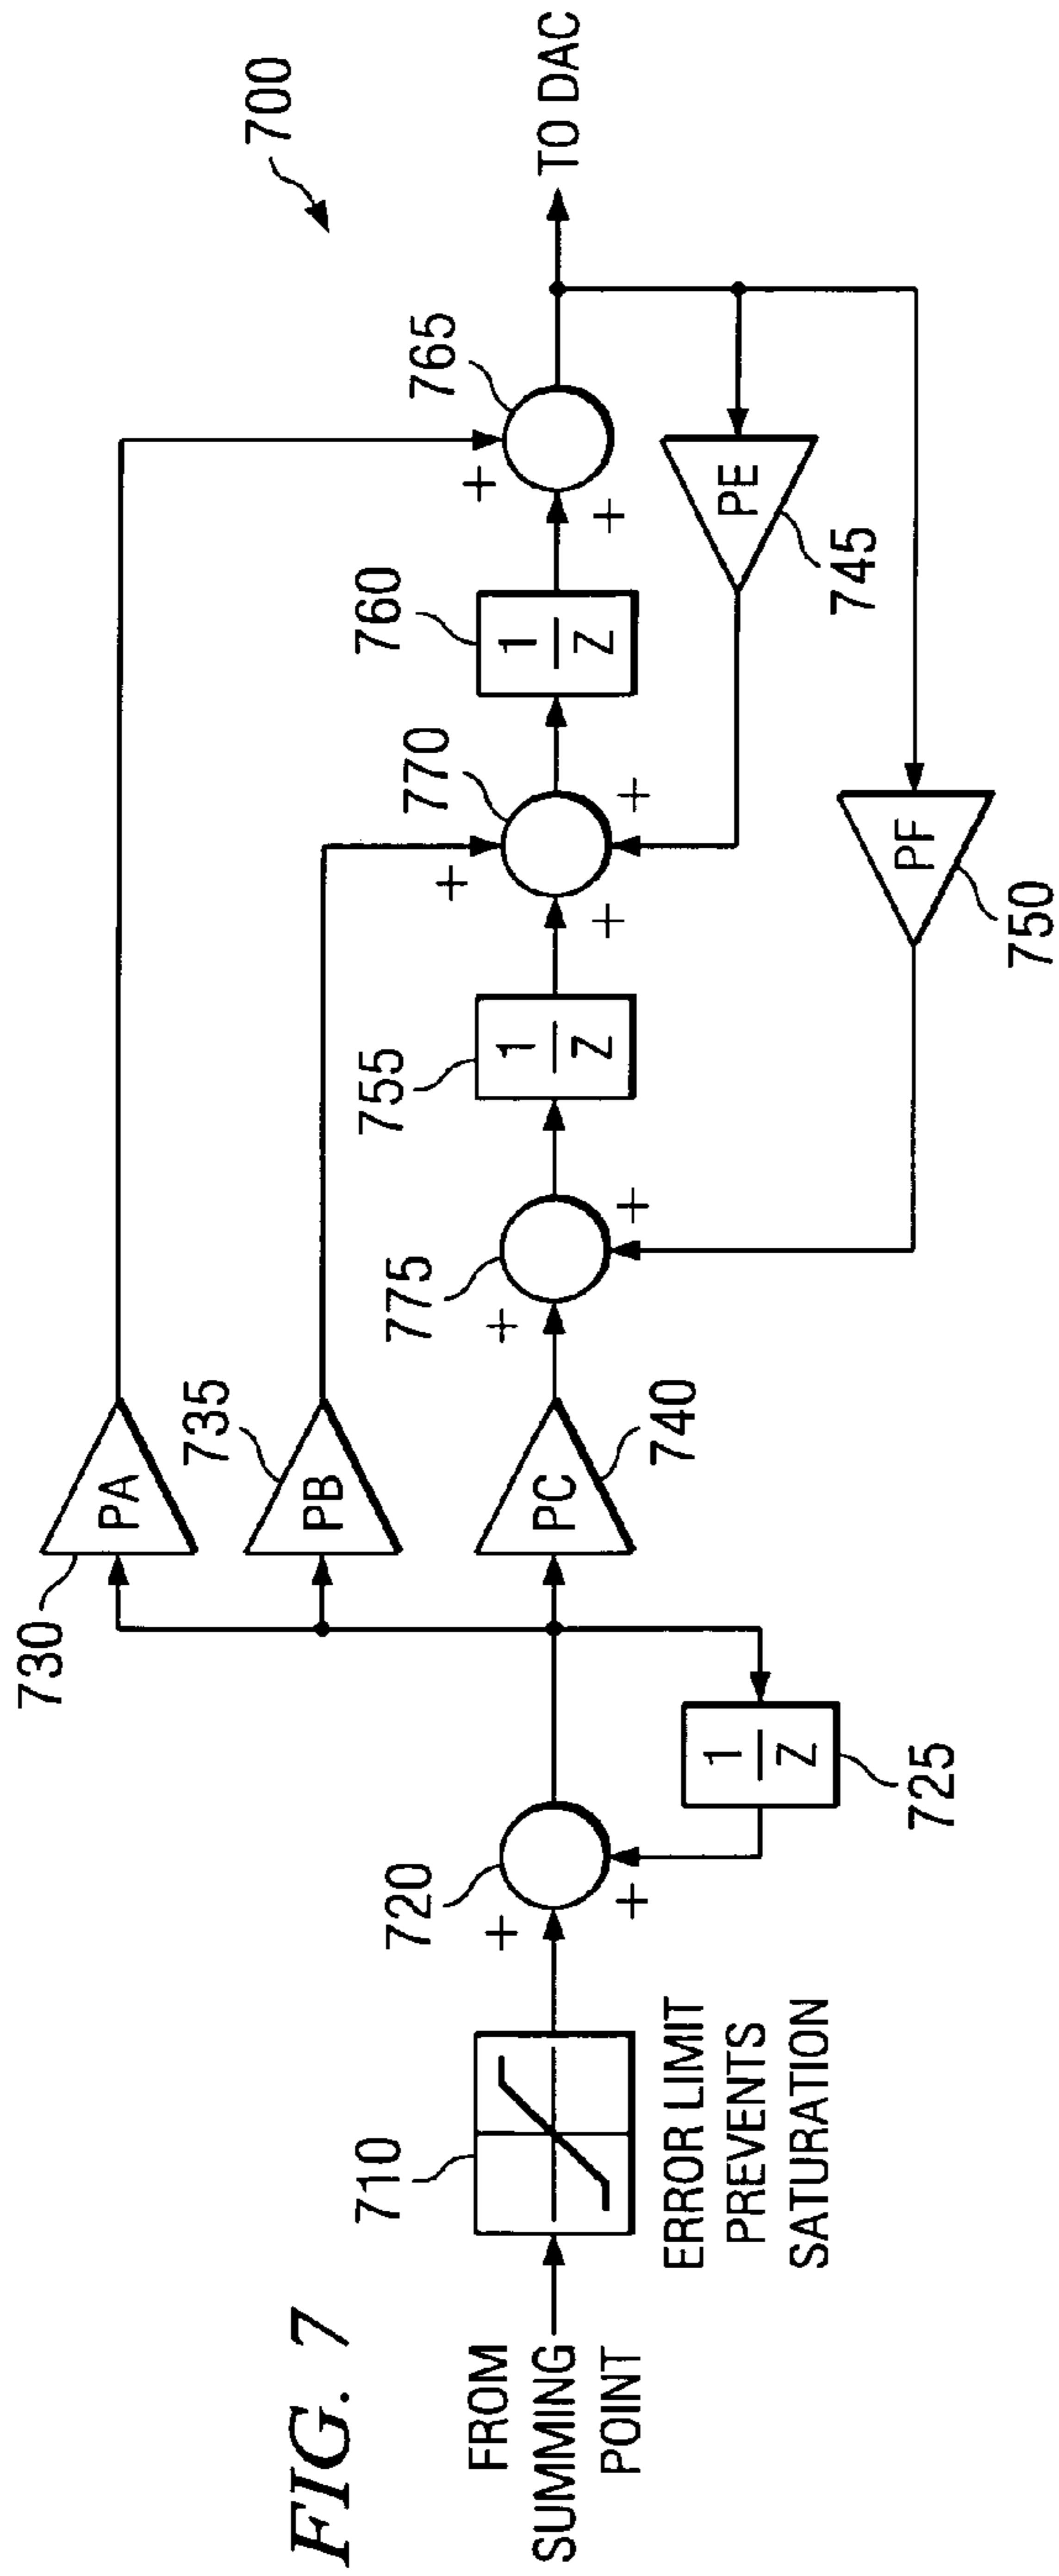 FIG. 7
700
FROM
SUMMING
POINT
710
ERROR LIMIT
PREVENTS
SATURATION
720
+
+
1
Z
725
730
PA
735
PB
PC
740
775
+
+
755
1
Z
770
+
+
+
760
1
Z
765
+
+
TO DAC
PE
745
PF
750